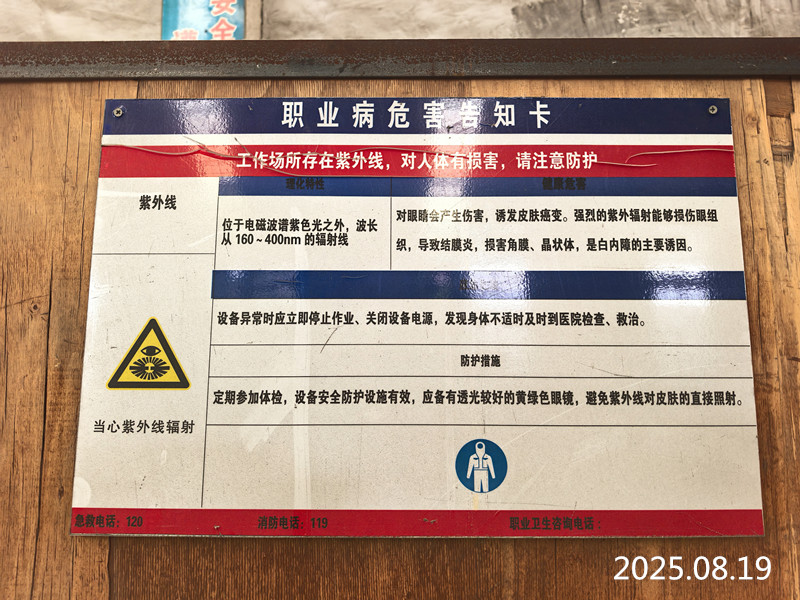 安全
职业病危害告知卡
工作场所存在紫外线，对人体有损害，请注意防护
紫外线
理化特性
健康危害
位于电磁波谱紫色光之外，波长
从160～400nm的辐射线
对眼睛会产生伤害，诱发皮肤癌变。强烈的紫外辐射能够损伤眼组
织，导致结膜炎，损害角膜、晶状体，是白内障的主要诱因。
设备异常时应立即停止作业、关闭设备电源，发现身体不适时及时到医院检查、救治。
防护措施
定期参加体检，设备安全防护设施有效，应备有透光较好的黄绿色眼镜，避免紫外线对皮肤的直接照射。
当心紫外线辐射
急救电话：120
消防电话：119
职业卫生咨询电话：
2025.08.19